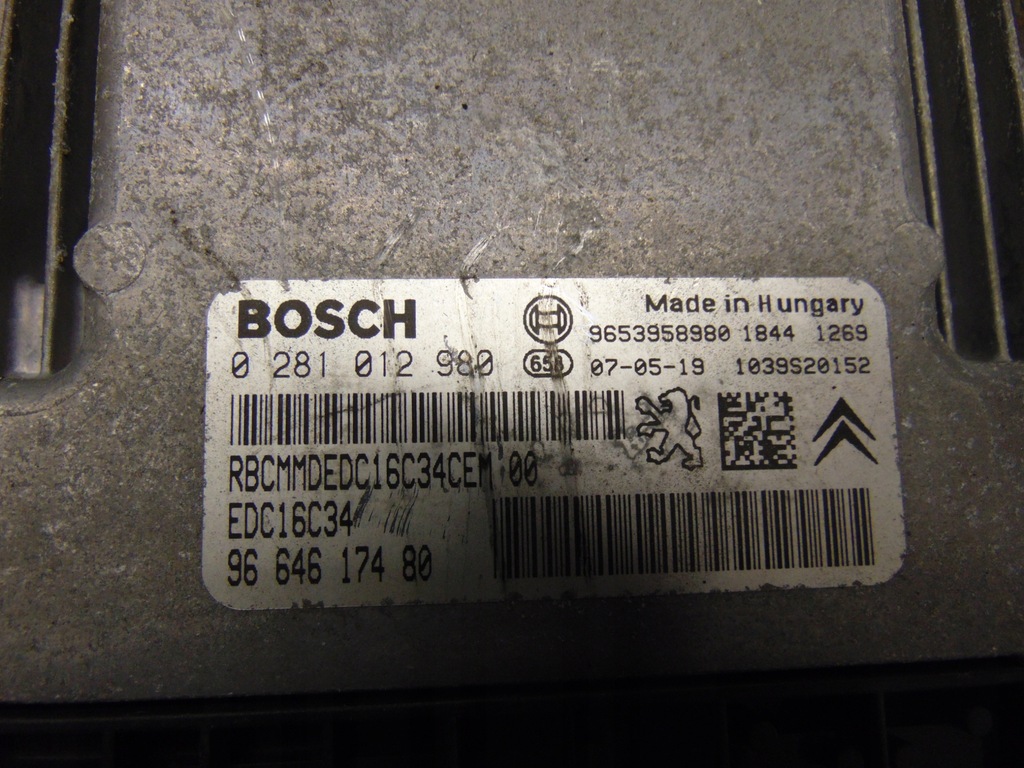 BOSCH
Made in Hungary
9653958980 1844 1269
0 281 012 980
07-05-19 1039S20152
RBCMMDEDC16C34CEM 00
EDC16C34
96 646 174 80